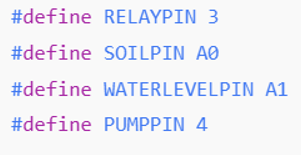 #define RELAYPIN 3
#define SOILPIN A0
#define WATERLEVELPIN A1
#define PUMPPIN 4